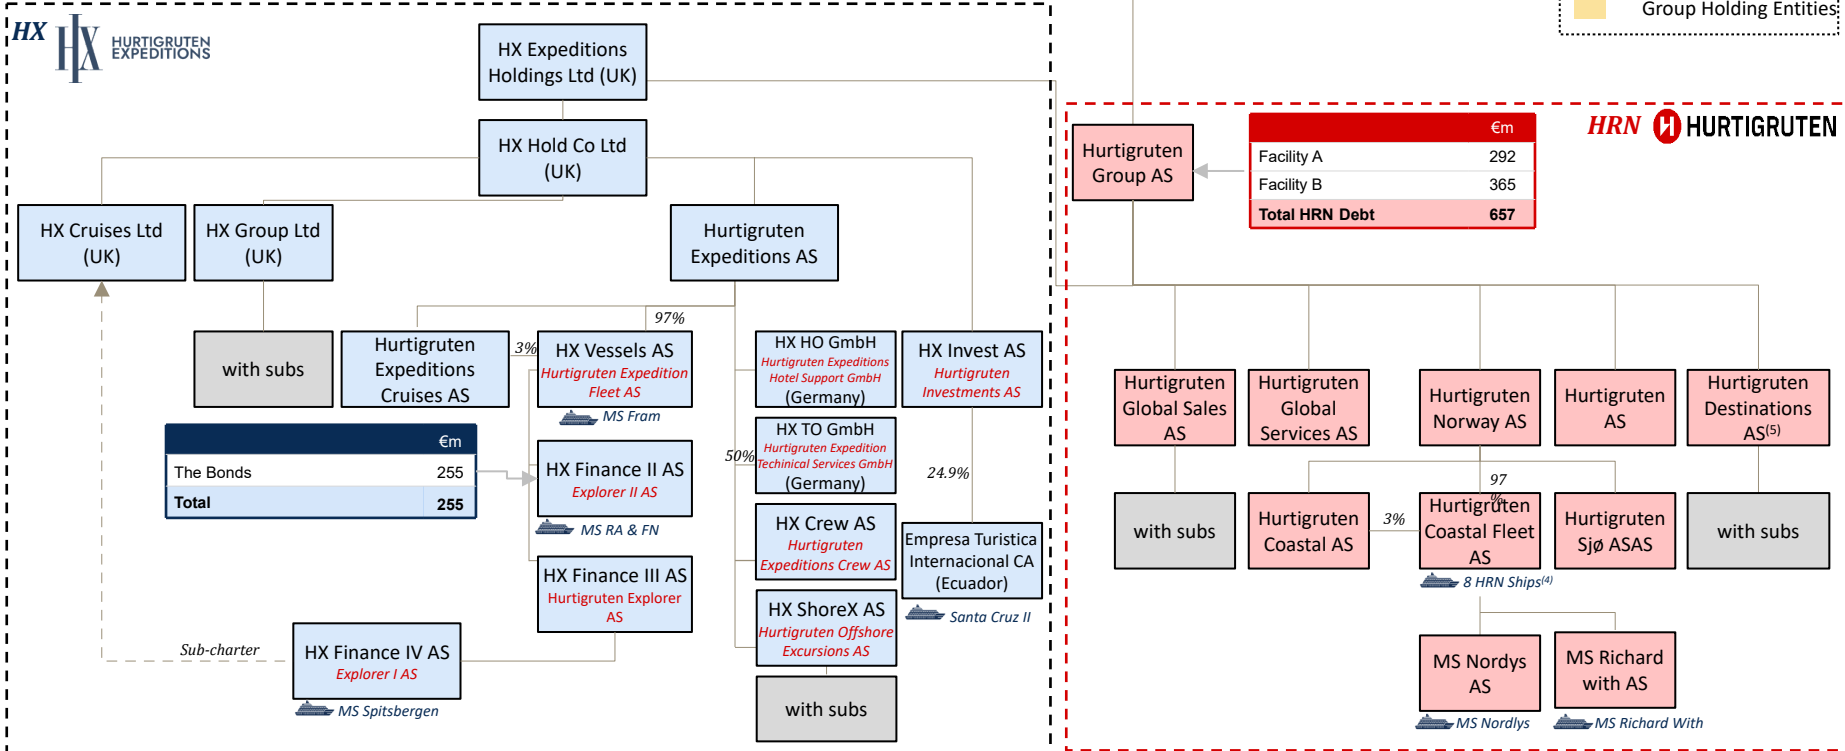 Group Holding Entities
HX
HX
HURTIGRUTEN
EXPEDITIONS
HX Expeditions
Holdings Ltd (UK)
HX Hold Co Ltd
(UK)
HX Cruises Ltd
(UK)
HX Group Ltd
(UK)
Hurtigruten
Expeditions AS
with subs
Hurtigruten
Expeditions
Cruises AS
3%
97%
HX Vessels AS
Hurtigruten Expedition
Fleet AS
MS Fram
HX HO GmbH
Hurtigruten Expeditions
Hotel Support GmbH
(Germany)
HX Invest AS
Hurtigruten
Investments AS
€m
The Bonds 255
Total 255
HX Finance II AS
Explorer II AS
MS RA & FN
50%
HX TO GmbH
Hurtigruten Expedition
Techinical Services GmbH
(Germany)
24.9%
HX Crew AS
Hurtigruten
Expeditions Crew AS
Empresa Turistica
Internacional CA
(Ecuador)
Santa Cruz II
HX Finance III AS
Hurtigruten Explorer
AS
HX ShoreX AS
Hurtigruten Offshore
Excursions AS
Sub-charter
HX Finance IV AS
Explorer I AS
MS Spitsbergen
with subs
HRN
HURTIGRUTEN
Hurtigruten
Group AS
€m
Facility A 292
Facility B 365
Total HRN Debt 657
Hurtigruten
Global Sales
AS
Hurtigruten
Global
Services AS
Hurtigruten
Norway AS
Hurtigruten
AS
Hurtigruten
Destinations
AS(5)
with subs
Hurtigruten
Coastal AS
3%
97
%
Hurtigruten
Coastal Fleet
AS
8 HRN Ships(4)
Hurtigruten
Sjø ASAS
with subs
MS Nordys
AS
MS Nordlys
MS Richard
with AS
MS Richard With